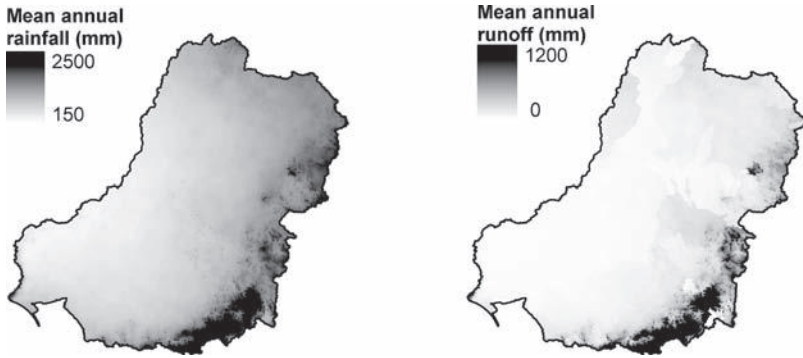 Mean annual
rainfall (mm)
2500
150
Mean annual
runoff (mm)
1200
0